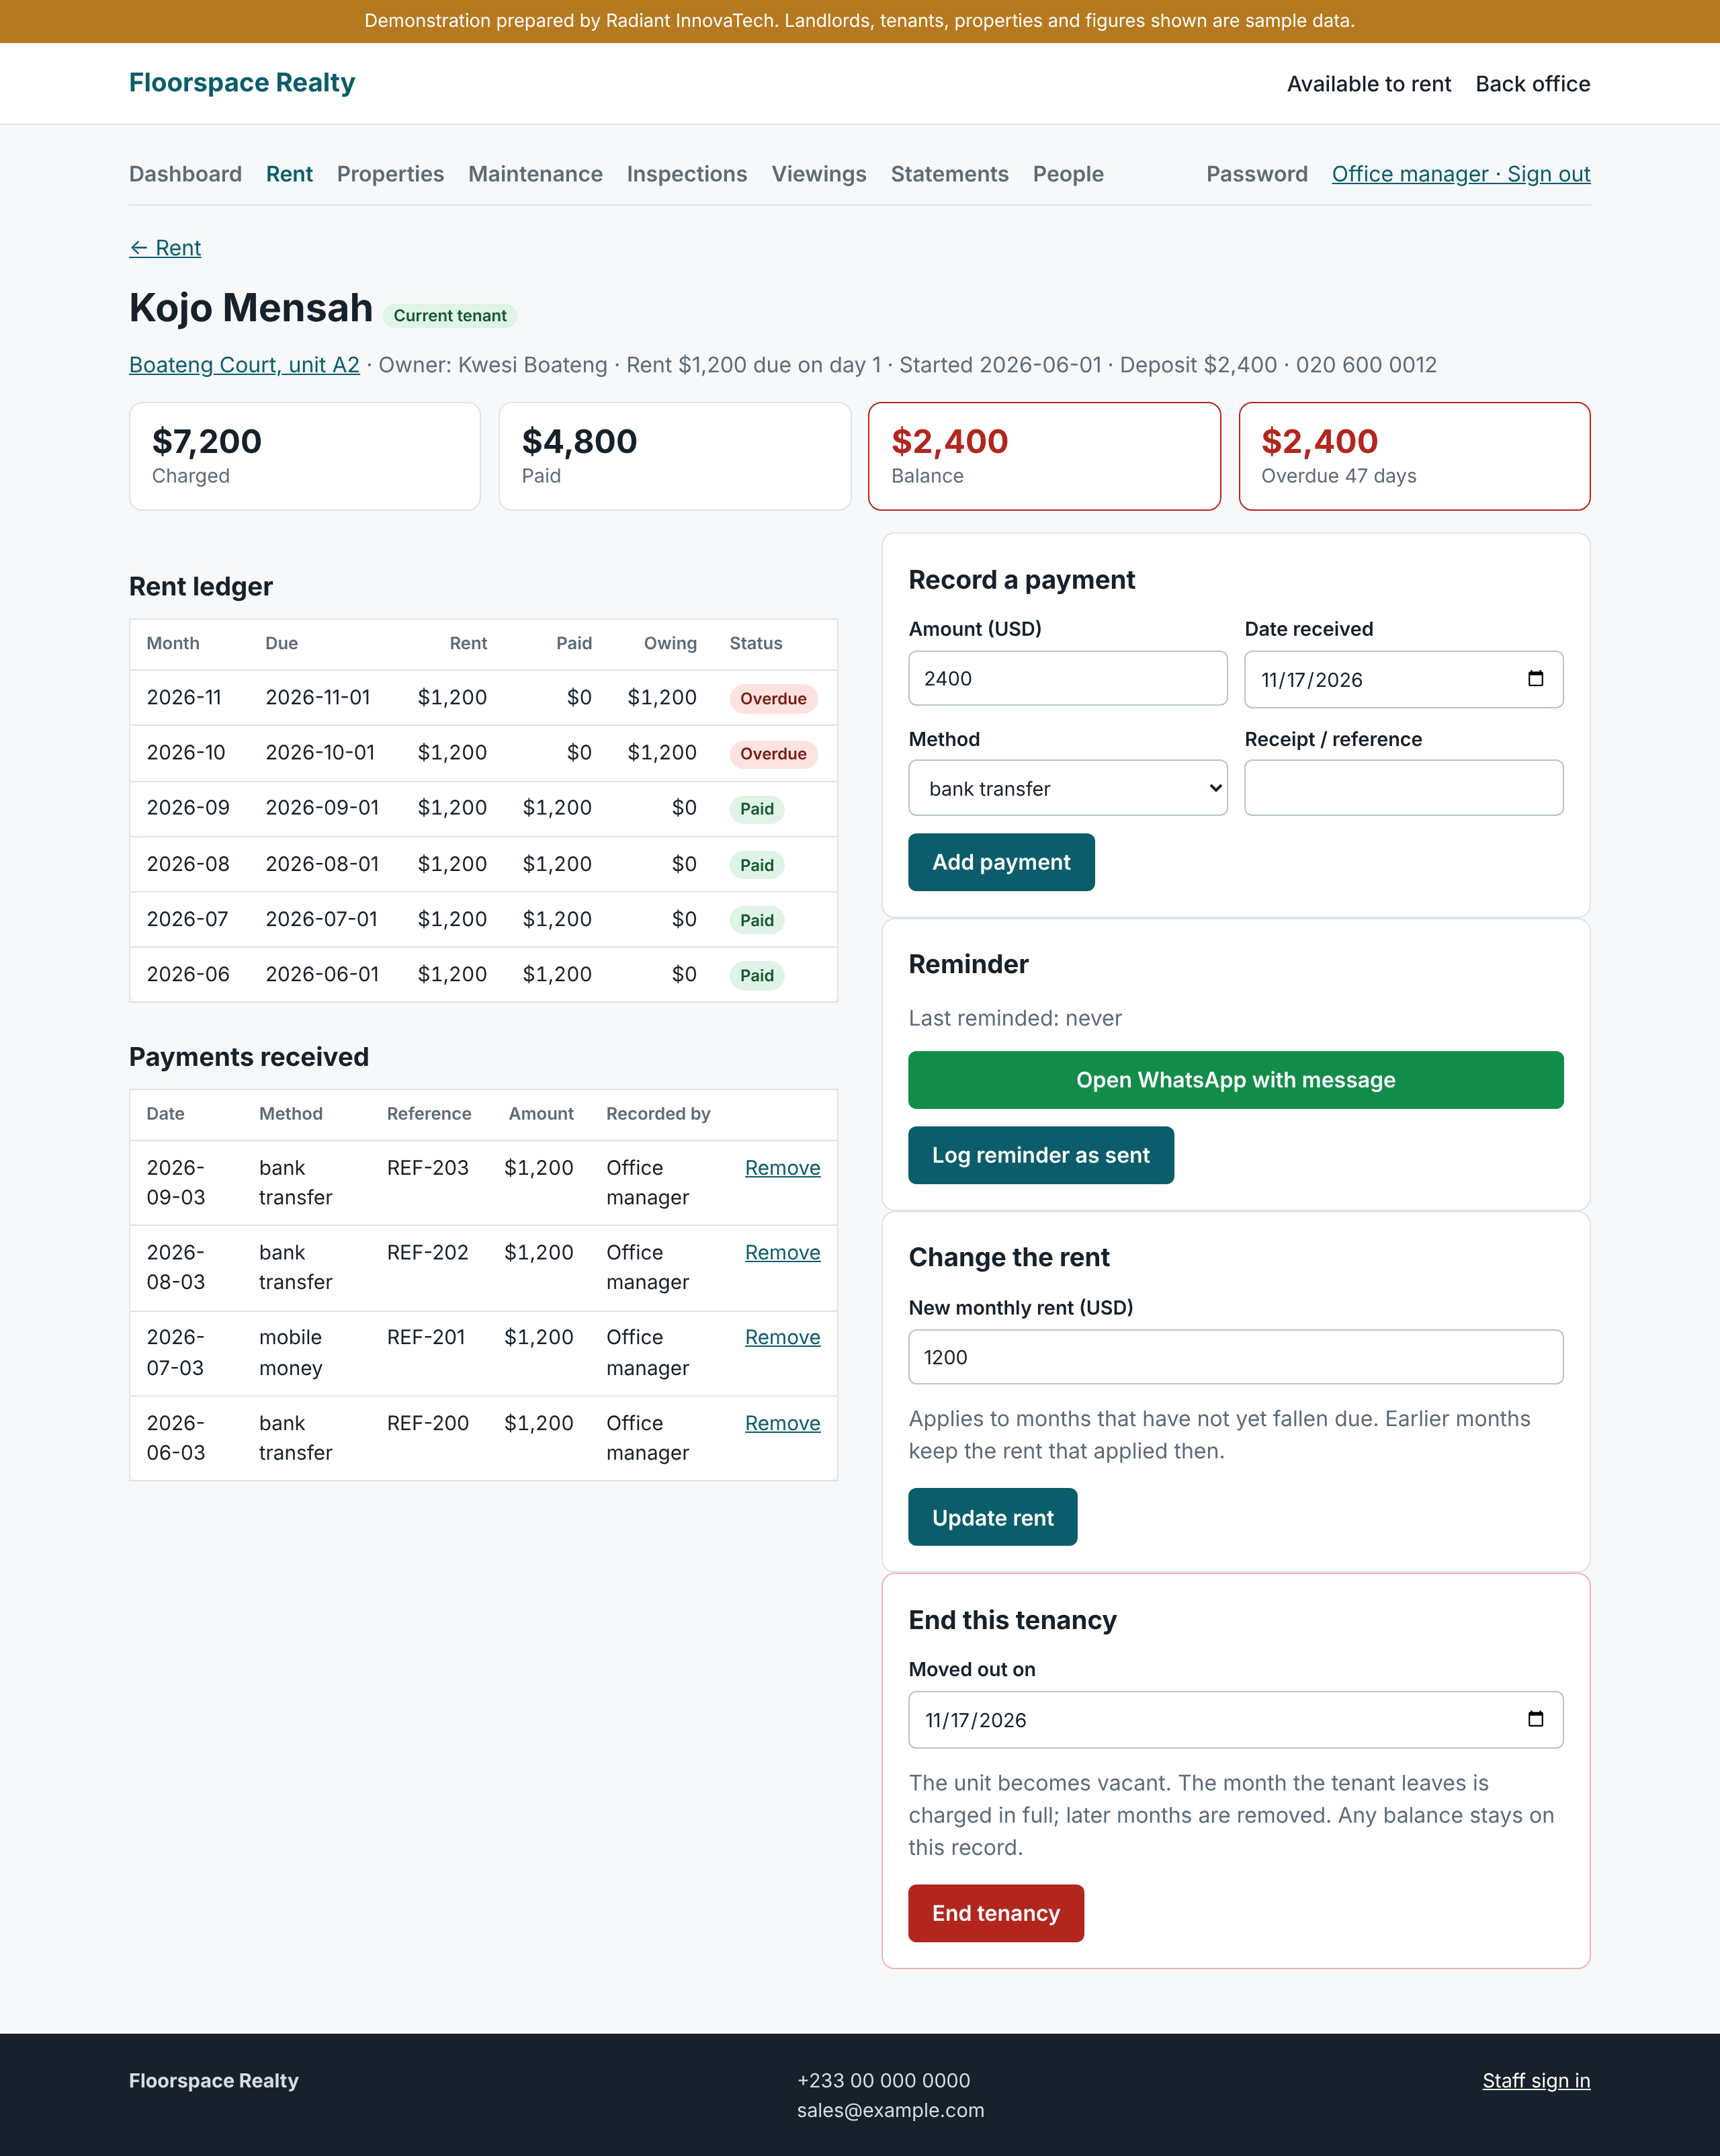 Demonstration prepared by Radiant InnovaTech. Landlords, tenants, properties and figures shown are sample data.
Floorspace Realty
Available to rent Back office
Dashboard Rent Properties Maintenance Inspections Viewings Statements People Password Office manager · Sign out
← Rent
Kojo Mensah Current tenant
Boateng Court, unit A2 · Owner: Kwesi Boateng · Rent $1,200 due on day 1 · Started 2026-06-01 · Deposit $2,400 · 020 600 0012
$7,200
Charged
$4,800
Paid
$2,400
Balance
$2,400
Overdue 47 days
Rent ledger
Month Due Rent Paid Owing Status
2026-11 2026-11-01 $1,200 $0 $1,200 Overdue
2026-10 2026-10-01 $1,200 $0 $1,200 Overdue
2026-09 2026-09-01 $1,200 $1,200 $0 Paid
2026-08 2026-08-01 $1,200 $1,200 $0 Paid
2026-07 2026-07-01 $1,200 $1,200 $0 Paid
2026-06 2026-06-01 $1,200 $1,200 $0 Paid
Payments received
Date Method Reference Amount Recorded by
2026-09-03 bank transfer REF-203 $1,200 Office manager Remove
2026-08-03 bank transfer REF-202 $1,200 Office manager Remove
2026-07-03 mobile money REF-201 $1,200 Office manager Remove
2026-06-03 bank transfer REF-200 $1,200 Office manager Remove
Record a payment
Amount (USD) Date received
2400 11/17/2026
Method Receipt / reference
bank transfer
Add payment
Reminder
Last reminded: never
Open WhatsApp with message
Log reminder as sent
Change the rent
New monthly rent (USD)
1200
Applies to months that have not yet fallen due. Earlier months
keep the rent that applied then.
Update rent
End this tenancy
Moved out on
11/17/2026
The unit becomes vacant. The month the tenant leaves is
charged in full; later months are removed. Any balance stays on
this record.
End tenancy
Floorspace Realty
+233 00 000 0000
sales@example.com
Staff sign in